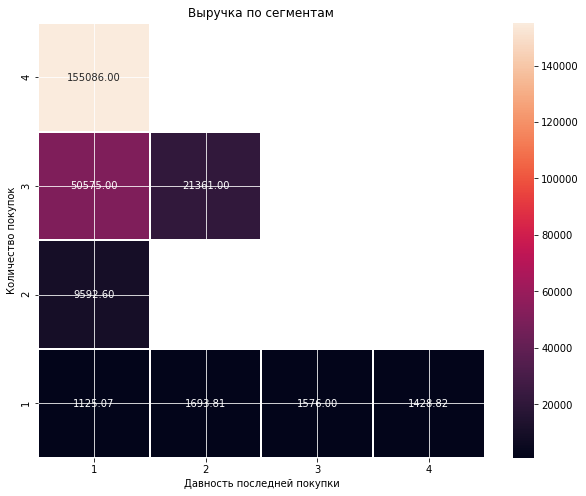 Выручка по сегментам
4
155086.00
3
50575.00 21361.00
2
9592.60
1
1125.07 1693.81 1576.00 1428.82
1 2 3 4
Количество покупок
Давность последней покупки
140000
120000
100000
80000
60000
40000
20000